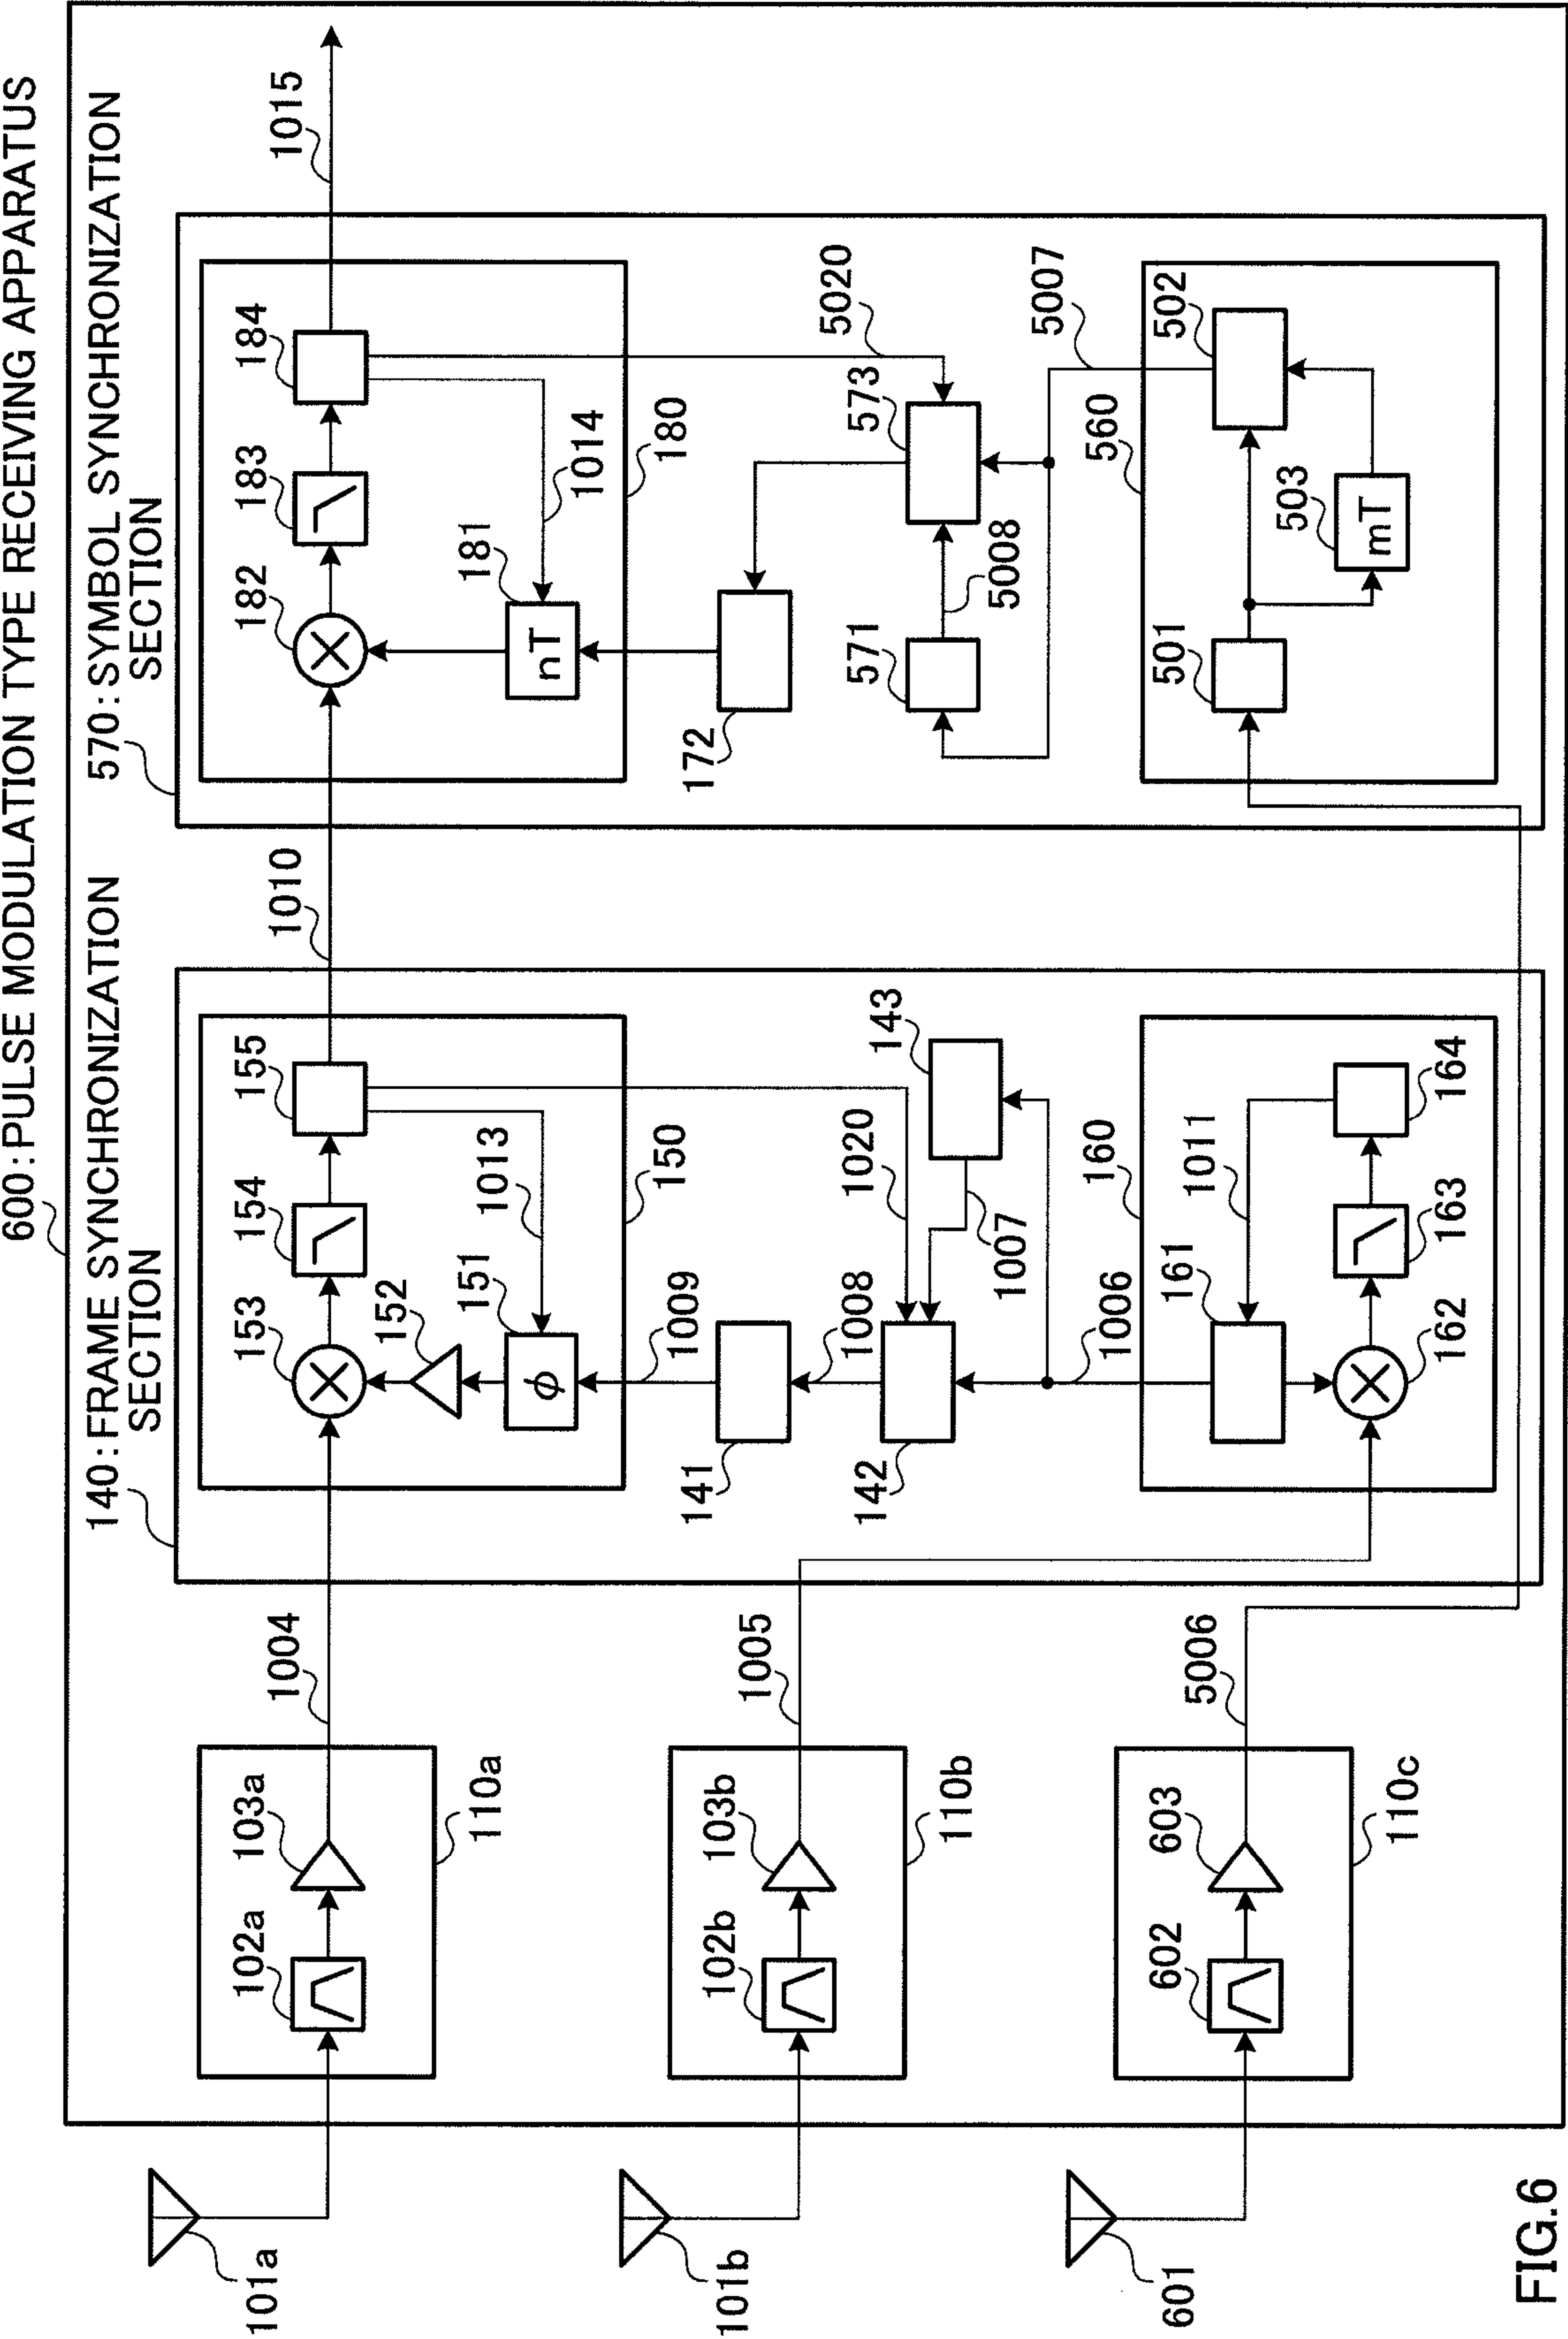 600:PULSE MODULATION TYPE RECEIVING APPARATUS
140:FRAME SYNCHRONIZATION
SECTION
570:SYMBOL SYNCHRONIZATION
SECTION
101a
102a
103a
110a
1004
153
154
155
1010
152
151
ϕ
1013
150
182
183
184
1015
181
nT
1014
180
101b
102b
103b
110b
1005
141
1009
142
1008
1020
1007
143
172
571
5008
573
5020
5007
601
602
603
110c
5006
1006
160
161
1011
162
163
164
560
501
502
503
mT
FIG.6